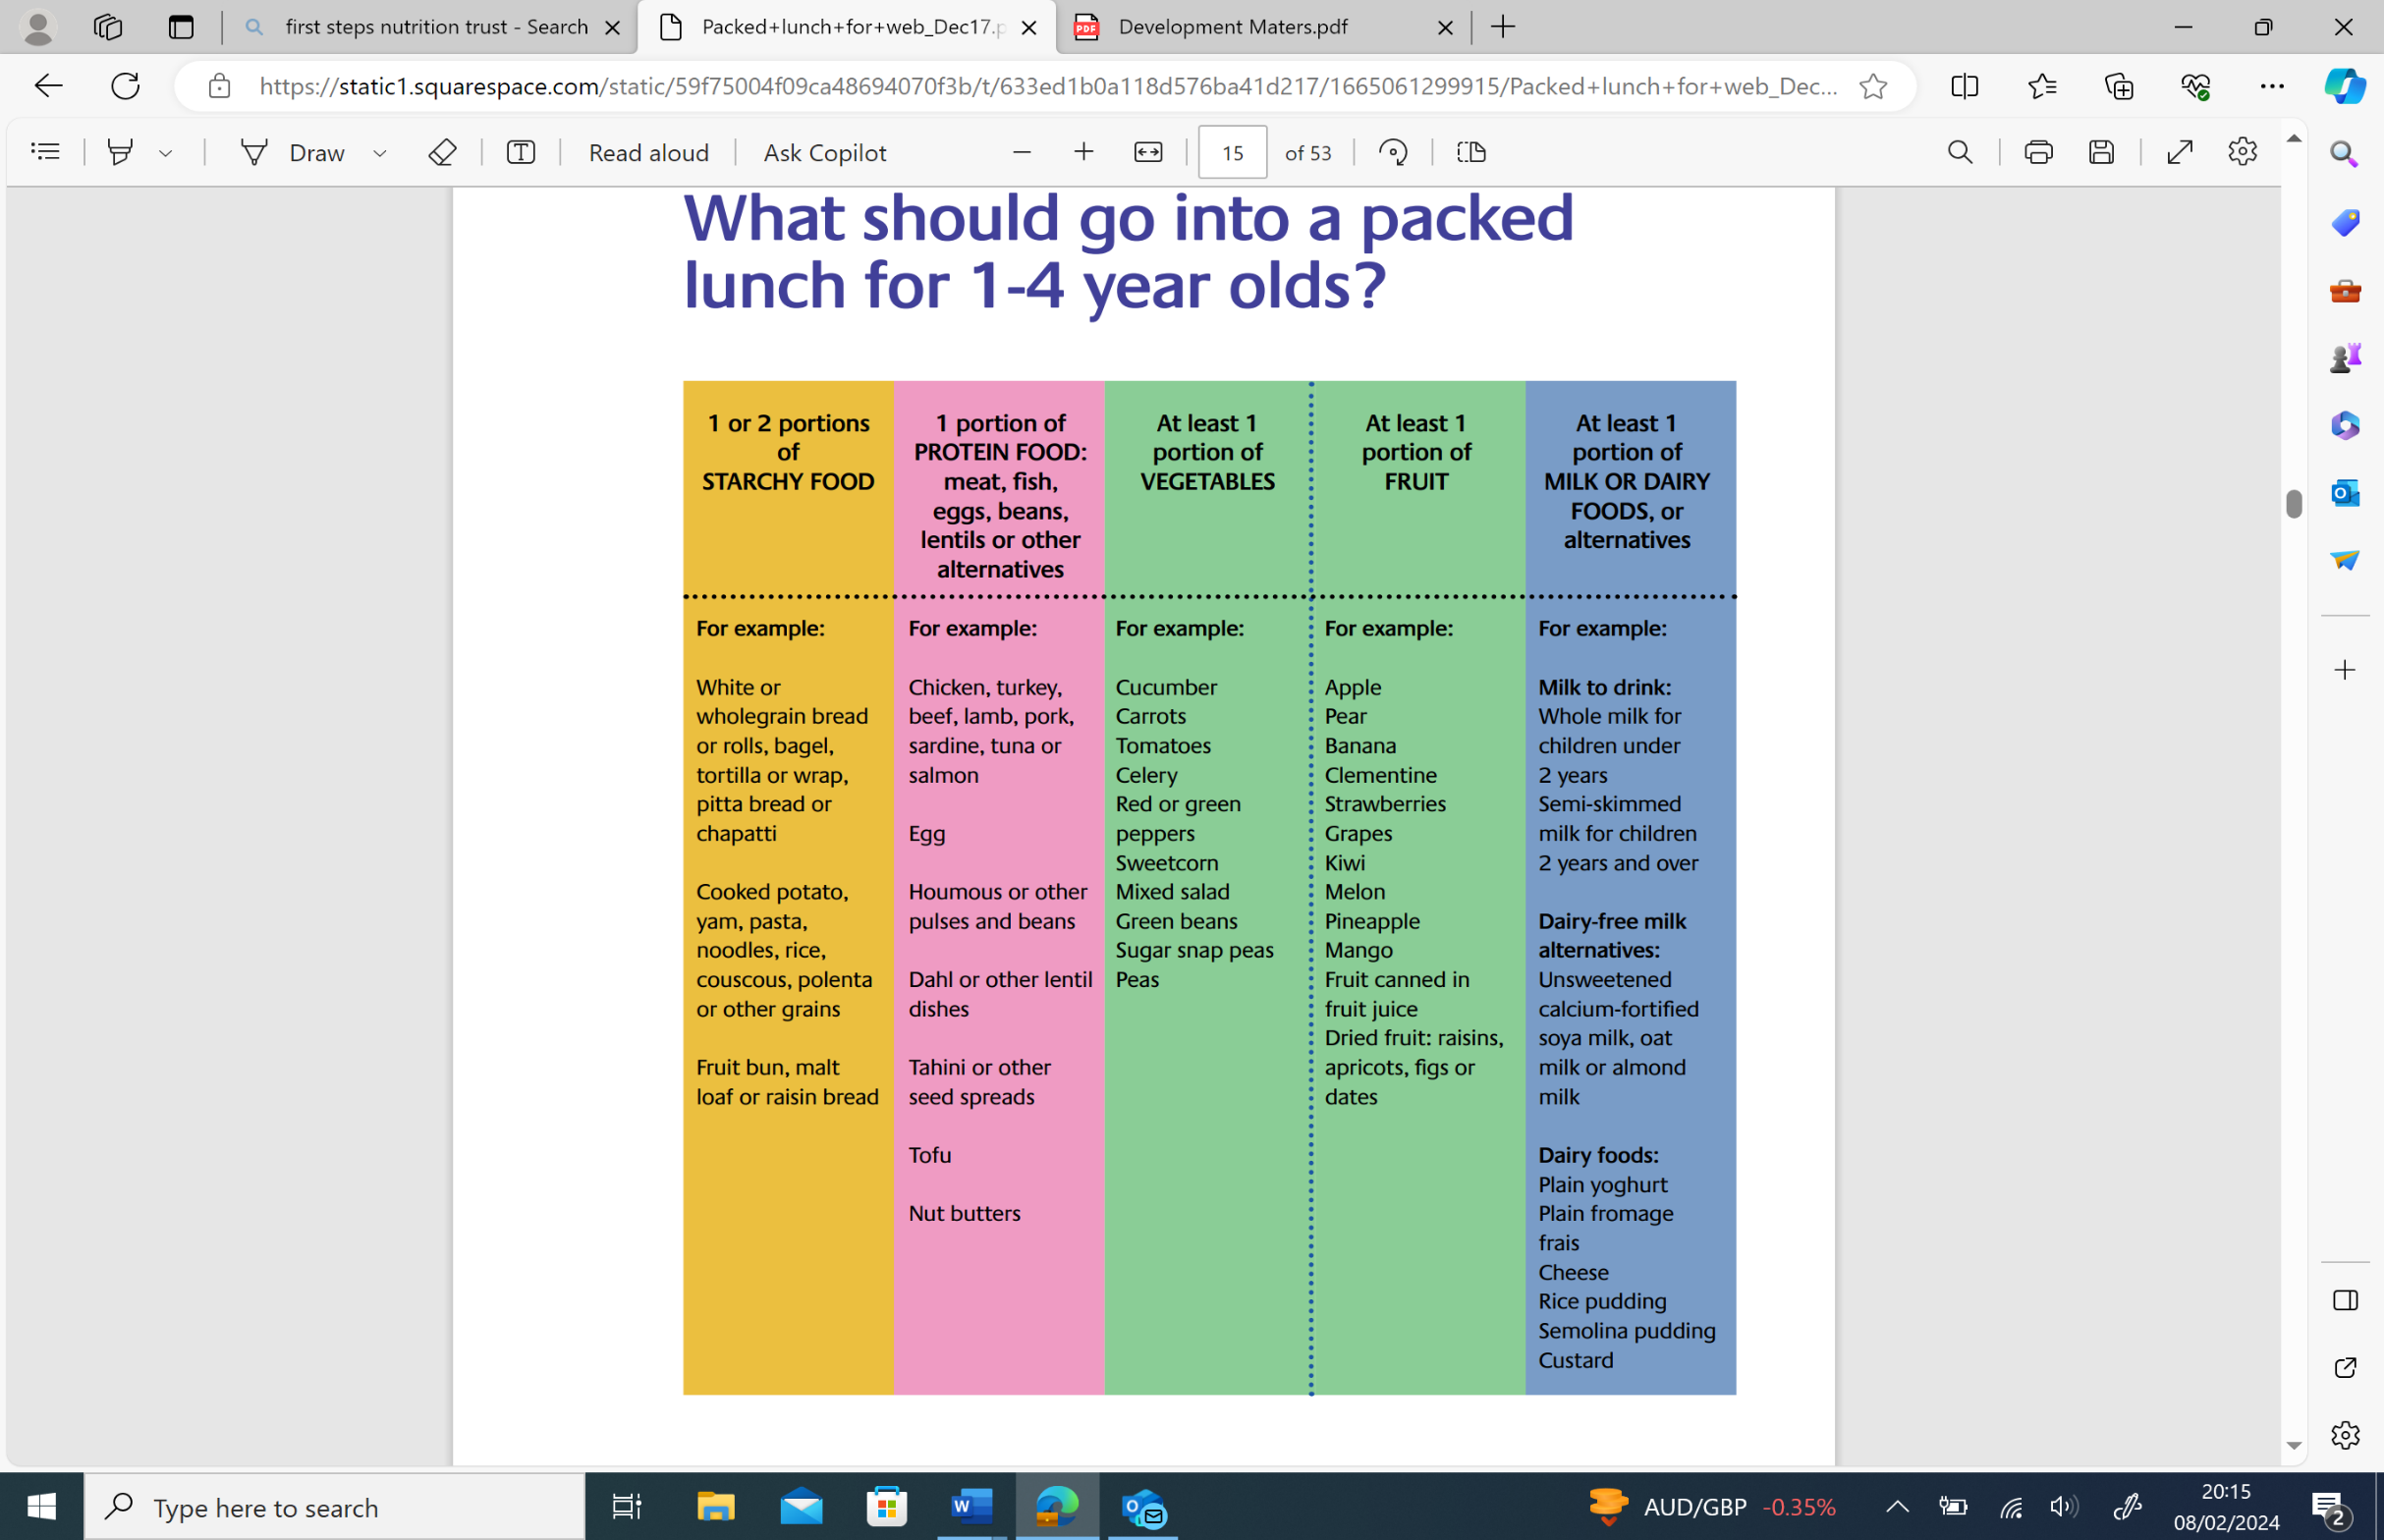 first steps nutrition trust - Search
Packed+lunch+for+web_Dec17.p
PDF
Development Maters.pdf
https://static1.squarespace.com/static/59f75004f09ca48694070f3b/t/633ed1b0a118d576ba41d217/1665061299915/Packed+lunch+for+web_Dec...
Draw
T
Read aloud
Ask Copilot
15
of 53
What should go into a packed
lunch for 1-4 year olds?
1 or 2 portions
of
STARCHY FOOD
1 portion of
PROTEIN FOOD:
meat, fish,
eggs, beans,
lentils or other
alternatives
At least 1
portion of
VEGETABLES
At least 1
portion of
FRUIT
At least 1
portion of
MILK OR DAIRY
FOODS, or
alternatives
For example:
White or
wholegrain bread
or rolls, bagel,
tortilla or wrap,
pitta bread or
chapatti
Cooked potato,
yam, pasta,
noodles, rice,
couscous, polenta
or other grains
Fruit bun, malt
loaf or raisin bread
For example:
Chicken, turkey,
beef, lamb, pork,
sardine, tuna or
salmon
Egg
Houmous or other
pulses and beans
Dahl or other lentil
dishes
Tahini or other
seed spreads
Tofu
Nut butters
For example:
Cucumber
Carrots
Tomatoes
Celery
Red or green
peppers
Sweetcorn
Mixed salad
Green beans
Sugar snap peas
Peas
For example:
Apple
Pear
Banana
Clementine
Strawberries
Grapes
Kiwi
Melon
Pineapple
Mango
Fruit canned in
fruit juice
Dried fruit: raisins,
apricots, figs or
dates
For example:
Milk to drink:
Whole milk for
children under
2 years
Semi-skimmed
milk for children
2 years and over
Dairy-free milk
alternatives:
Unsweetened
calcium-fortified
soya milk, oat
milk or almond
milk
Dairy foods:
Plain yoghurt
Plain fromage
frais
Cheese
Rice pudding
Semolina pudding
Custard
Type here to search
W
AUD/GBP -0.35%
20:15
08/02/2024
2